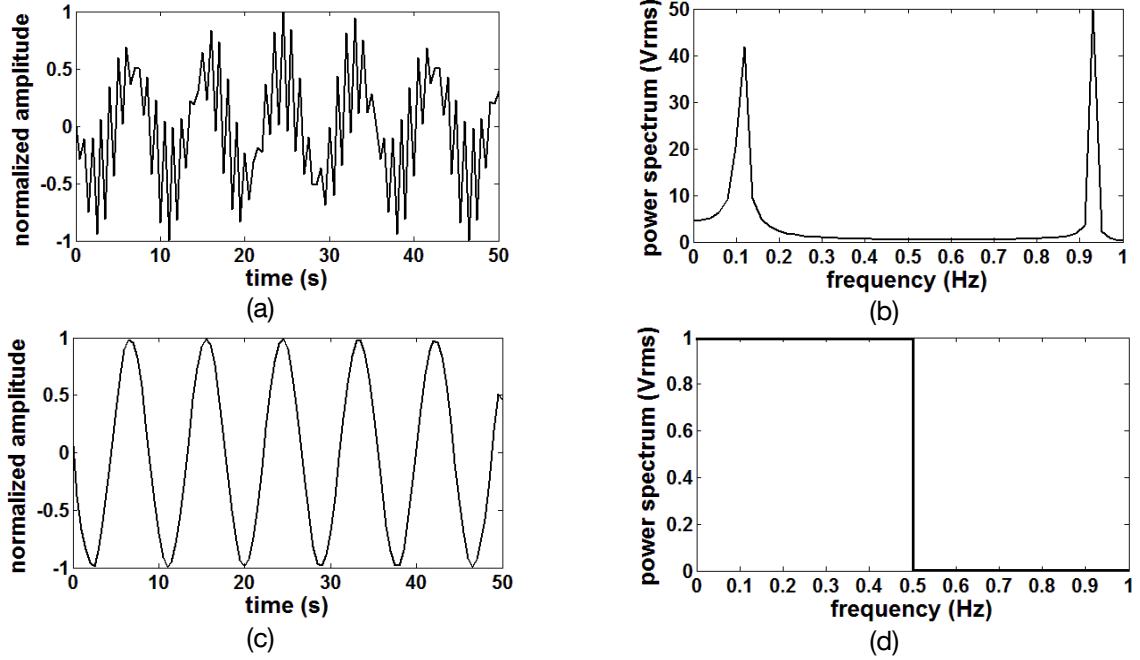 normalized amplitude
1
0.5
0
-0.5
-1
0 10 20 30 40 50
time (s)
(a)
power spectrum (Vrms)
50
40
30
20
10
0
0 0.1 0.2 0.3 0.4 0.5 0.6 0.7 0.8 0.9 1
frequency (Hz)
(b)
normalized amplitude
1
0.5
0
-0.5
-1
0 10 20 30 40 50
time (s)
(c)
power spectrum (Vrms)
1
0.8
0.6
0.4
0.2
0
0 0.1 0.2 0.3 0.4 0.5 0.6 0.7 0.8 0.9 1
frequency (Hz)
(d)